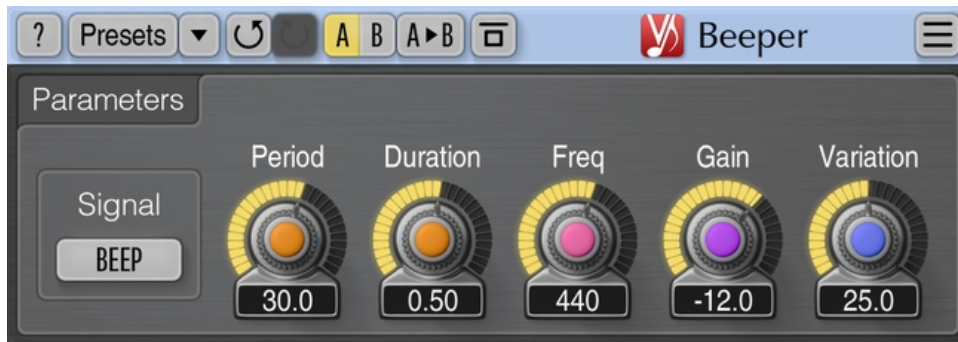 ? Presets A B A▸B Beeper
Parameters
Period Duration Freq Gain Variation
Signal
BEEP
30.0 0.50 440 -12.0 25.0